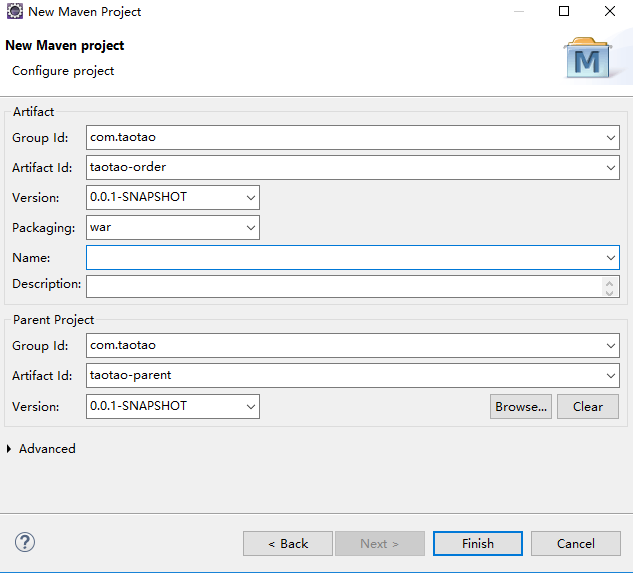 New Maven Project
New Maven project
Configure project
M
Artifact
Group Id: com.taotao
Artifact Id: taotao-order
Version: 0.0.1-SNAPSHOT
Packaging: war
Name:
Description:
Parent Project
Group Id: com.taotao
Artifact Id: taotao-parent
Version: 0.0.1-SNAPSHOT Browse... Clear
Advanced
? < Back Next > Finish Cancel